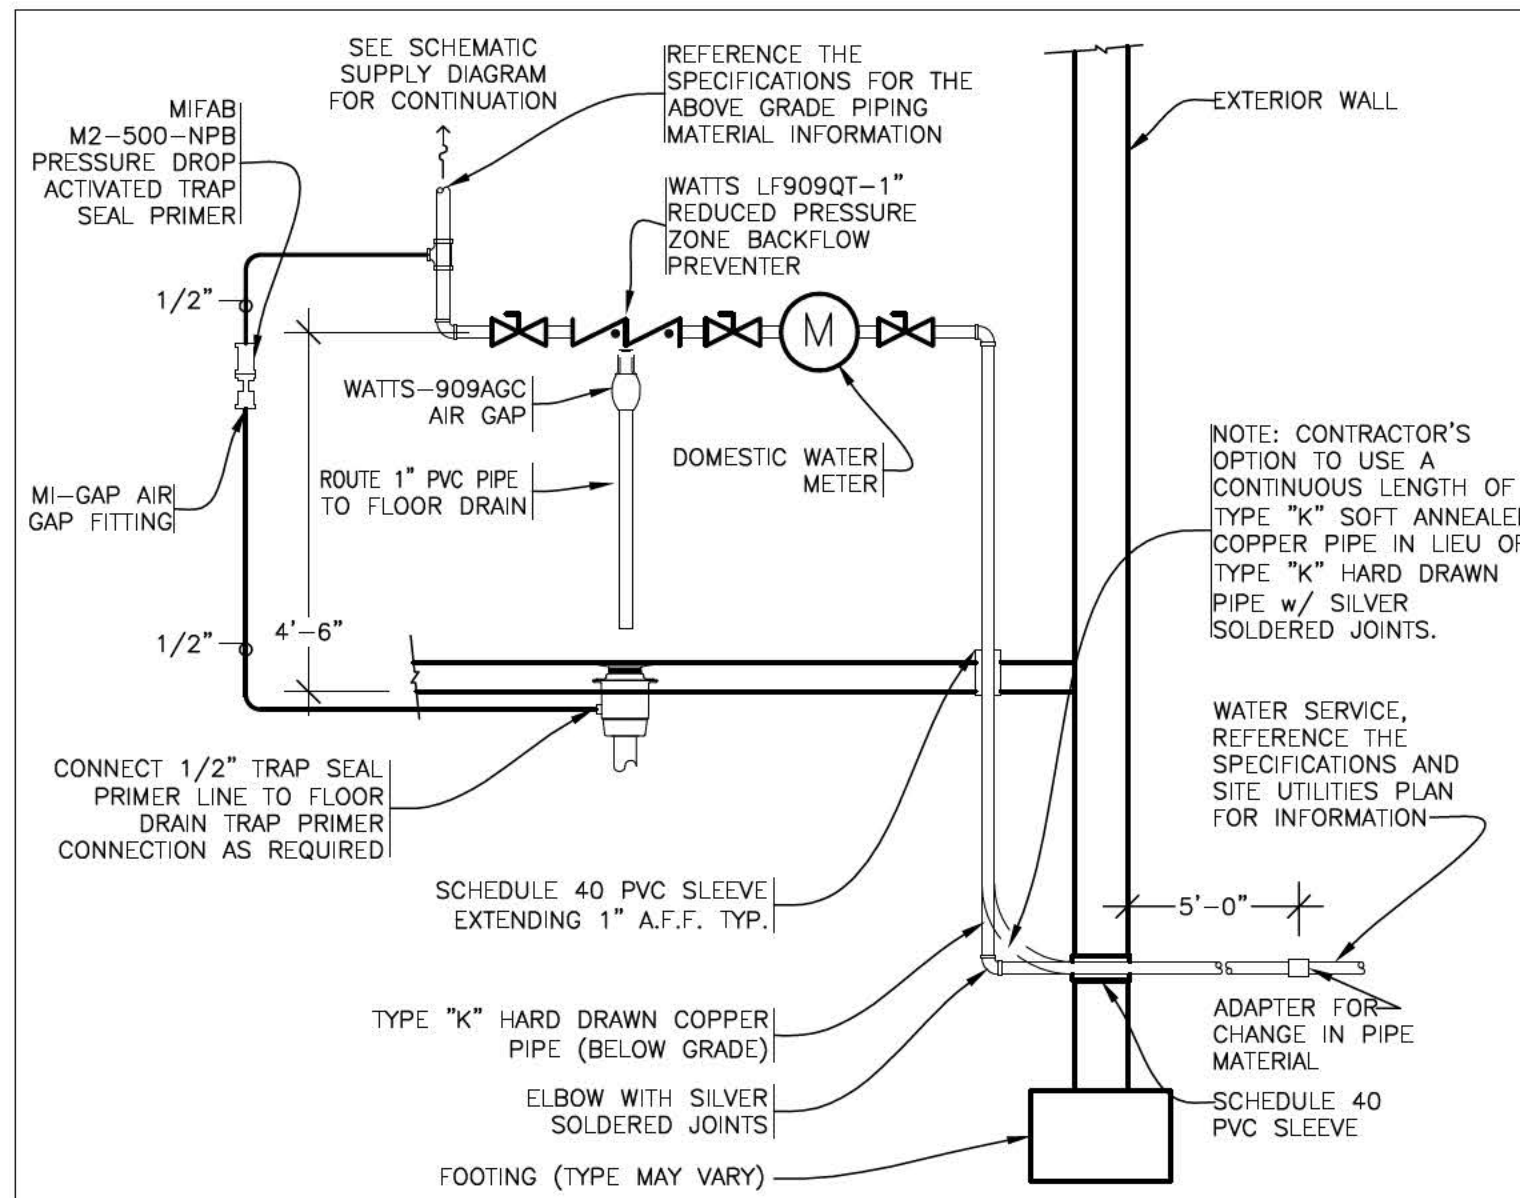 SEE SCHEMATIC
SUPPLY DIAGRAM
FOR CONTINUATION
REFERENCE THE
SPECIFICATIONS FOR THE
ABOVE GRADE PIPING
MATERIAL INFORMATION
EXTERIOR WALL
MIFAB
M2-500-NPB
PRESSURE DROP
ACTIVATED TRAP
SEAL PRIMER
WATTS LF909QT-1"
REDUCED PRESSURE
ZONE BACKFLOW
PREVENTER
1/2"
M
WATTS-909AGC
AIR GAP
DOMESTIC WATER
METER
ROUTE 1" PVC PIPE
TO FLOOR DRAIN
MI-GAP AIR
GAP FITTING
NOTE: CONTRACTOR'S
OPTION TO USE A
CONTINUOUS LENGTH OF
TYPE "K" SOFT ANNEALE
COPPER PIPE IN LIEU O
TYPE "K" HARD DRAWN
PIPE w/ SILVER
SOLDERED JOINTS.
1/2"
4'-6"
WATER SERVICE,
REFERENCE THE
SPECIFICATIONS AND
SITE UTILITIES PLAN
FOR INFORMATION
CONNECT 1/2" TRAP SEAL
PRIMER LINE TO FLOOR
DRAIN TRAP PRIMER
CONNECTION AS REQUIRED
SCHEDULE 40 PVC SLEEVE
EXTENDING 1" A.F.F. TYP.
5'-0"
TYPE "K" HARD DRAWN COPPER
PIPE (BELOW GRADE)
ADAPTER FOR
CHANGE IN PIPE
MATERIAL
ELBOW WITH SILVER
SOLDERED JOINTS
SCHEDULE 40
PVC SLEEVE
FOOTING (TYPE MAY VARY)